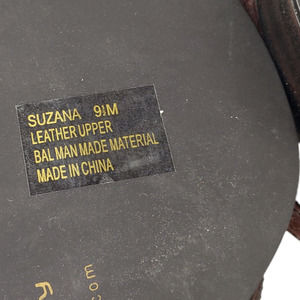 SUZANA 9½M
LEATHER UPPER
BAL MAN MADE MATERIAL
MADE IN CHINA